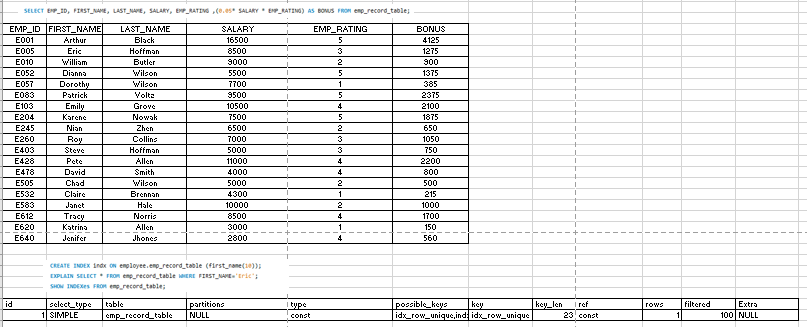 SELECT EMP_ID, FIRST_NAME, LAST_NAME, SALARY, EMP_RATING ,(0.05* SALARY * EMP_RATING) AS BONUS FROM emp_record_table;
EMP_ID FIRST_NAME LAST_NAME SALARY EMP_RATING BONUS
E001 Arthur Black 16500 5 4125
E005 Eric Hoffman 8500 3 1275
E010 William Butler 9000 2 900
E052 Dianna Wilson 5500 5 1375
E057 Dorothy Wilson 7700 1 385
E083 Patrick Voltz 9500 5 2375
E103 Emily Grove 10500 4 2100
E204 Karene Nowak 7500 5 1875
E245 Nian Zhen 6500 2 650
E260 Roy Collins 7000 3 1050
E403 Steve Hoffman 5000 3 750
E428 Pete Allen 11000 4 2200
E478 David Smith 4000 4 800
E505 Chad Wilson 5000 2 500
E532 Claire Brennan 4300 1 215
E583 Janet Hale 10000 2 1000
E612 Tracy Norris 8500 4 1700
E620 Katrina Allen 3000 1 150
E640 Jenifer Jhones 2800 4 560
CREATE INDEX indx ON employee.emp_record_table (first_name(10));
EXPLAIN SELECT * FROM emp_record_table WHERE FIRST_NAME='Eric';
SHOW INDEXes FROM emp_record_table;
id select_type table partitions type possible_keys key key_len ref rows filtered Extra
1 SIMPLE emp_record_table NULL const idx_row_unique,ind idx_row_unique 23 const 1 100 NULL